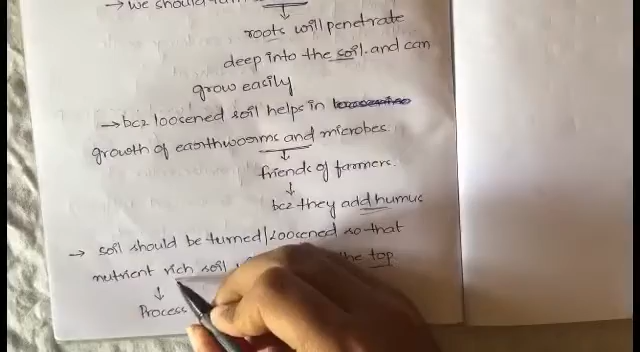 → we should
roots will penetrate
deep into the soil. and can
grow easily
→ bcz loosened soil helps in
growth of earthworms and microbes.
friends of farmers.
bcz they add humus
→ soil should be turned/loosened so that
nutrient rich soil the top
Process